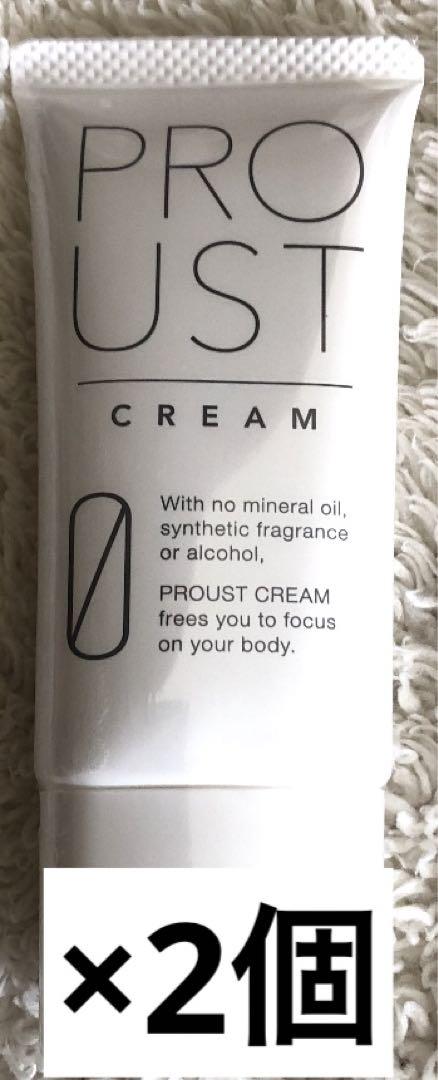 PRO
UST
CREAM
0
With no mineral oil,
synthetic fragrance
or alcohol,
PROUST CREAM
frees you to focus
on your body.
×2個